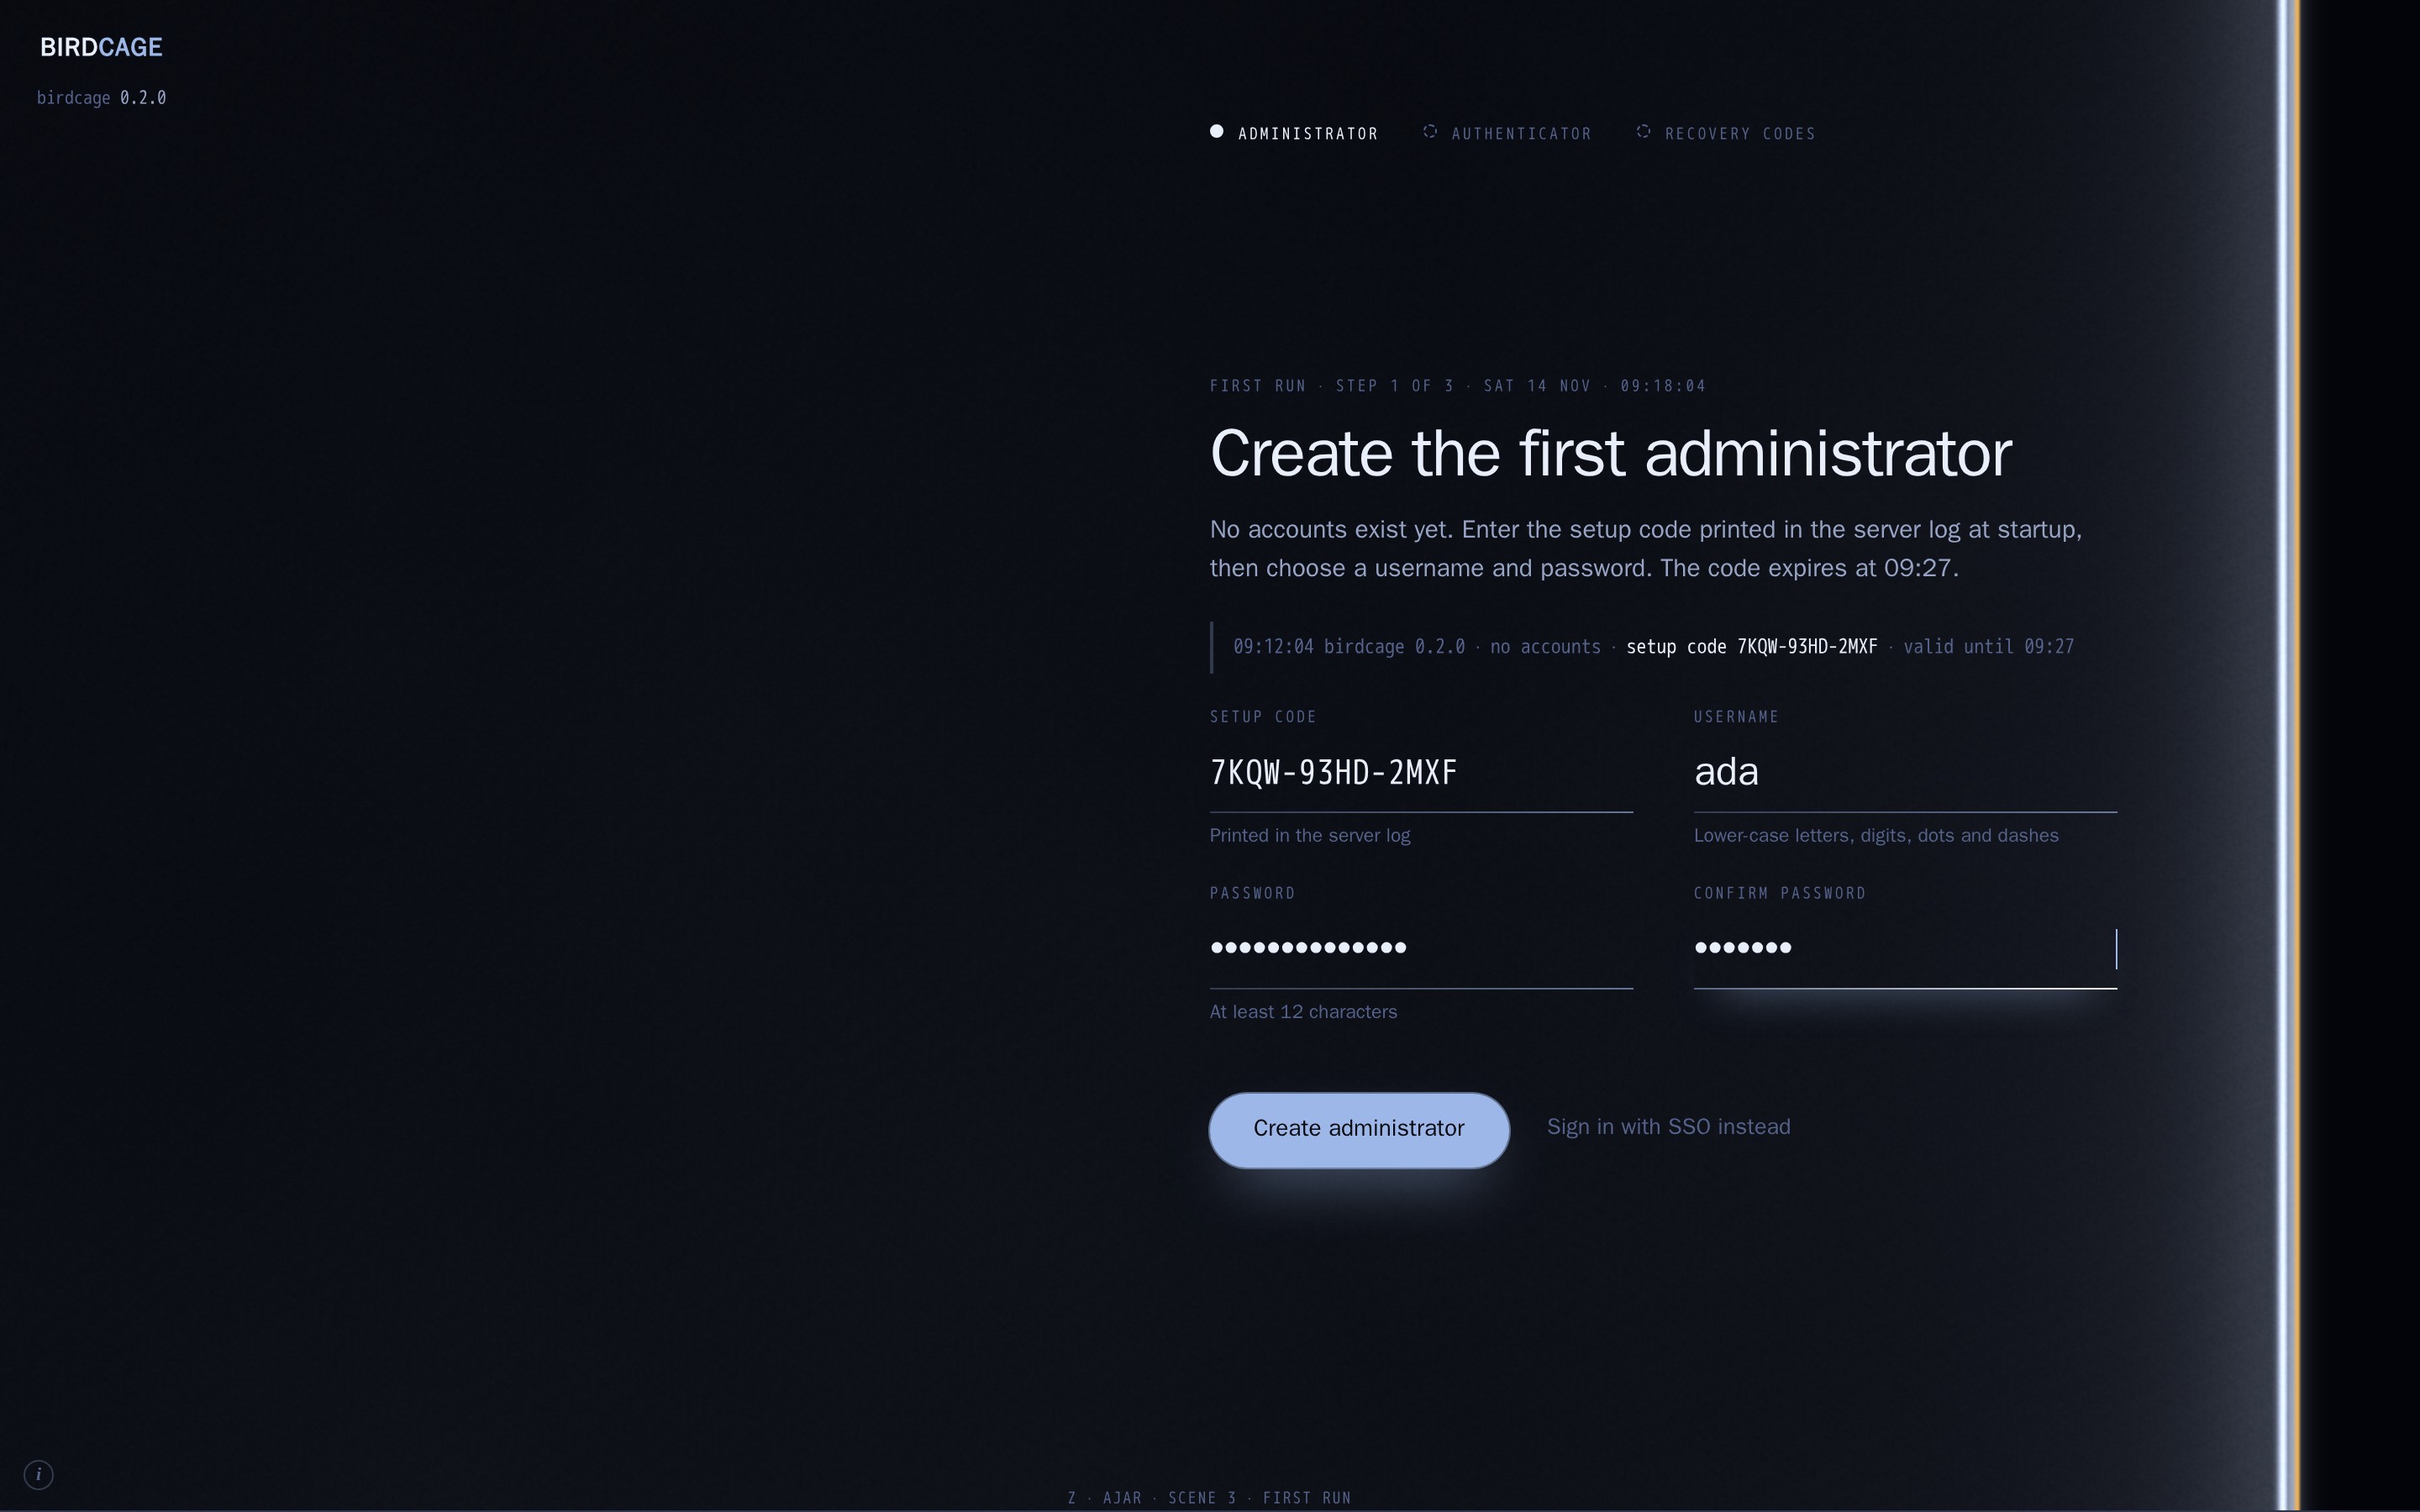 BIRDCAGE
birdcage 0.2.0
ADMINISTRATOR AUTHENTICATOR RECOVERY CODES
FIRST RUN · STEP 1 OF 3 · SAT 14 NOV · 09:18:04
Create the first administrator
No accounts exist yet. Enter the setup code printed in the server log at startup,
then choose a username and password. The code expires at 09:27.
09:12:04 birdcage 0.2.0 · no accounts · setup code 7KQW-93HD-2MXF · valid until 09:27
SETUP CODE USERNAME
7KQW-93HD-2MXF ada
Printed in the server log Lower-case letters, digits, dots and dashes
PASSWORD CONFIRM PASSWORD
●●●●●●●●●●●●●● ●●●●●●●
At least 12 characters
Create administrator Sign in with SSO instead
i
Z · AJAR · SCENE 3 · FIRST RUN